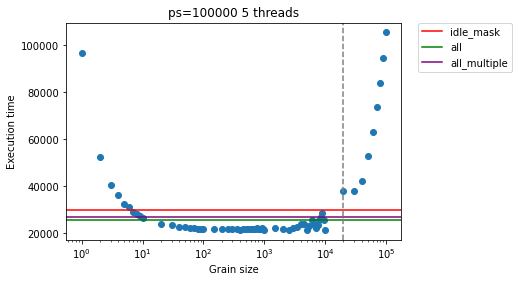 ps=100000 5 threads
100000
80000
60000
40000
20000
Execution time
10⁰
10¹
10²
10³
10⁴
10⁵
Grain size
idle_mask
all
all_multiple